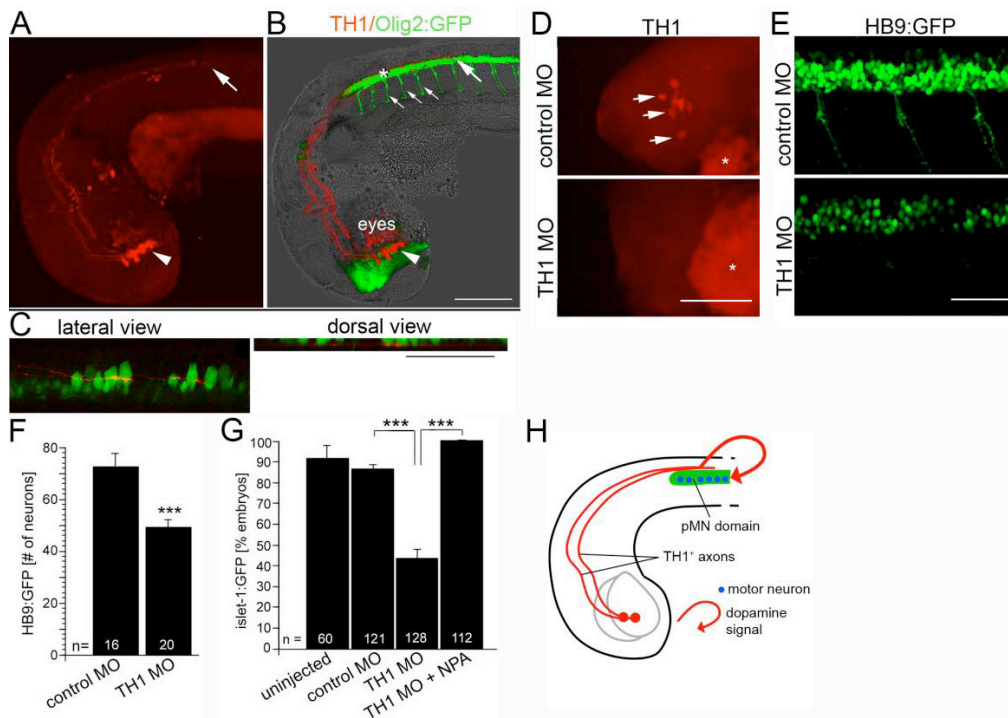 A
B
TH1/Olig2:GFP
*
eyes
C
lateral view
dorsal view
D
TH1
control MO
*
TH1 MO
*
E
HB9:GFP
control MO
TH1 MO
F
HB9:GFP [# of neurons]
80
60
40
20
0
***
n= 16 20
control MO
TH1 MO
G
islet-1:GFP [% embryos]
100
90
80
70
60
50
40
30
20
10
0
*** ***
n = 60 121 128 112
uninjected
control MO
TH1 MO
TH1 MO + NPA
H
pMN domain
TH1+ axons
motor neuron
dopamine
signal